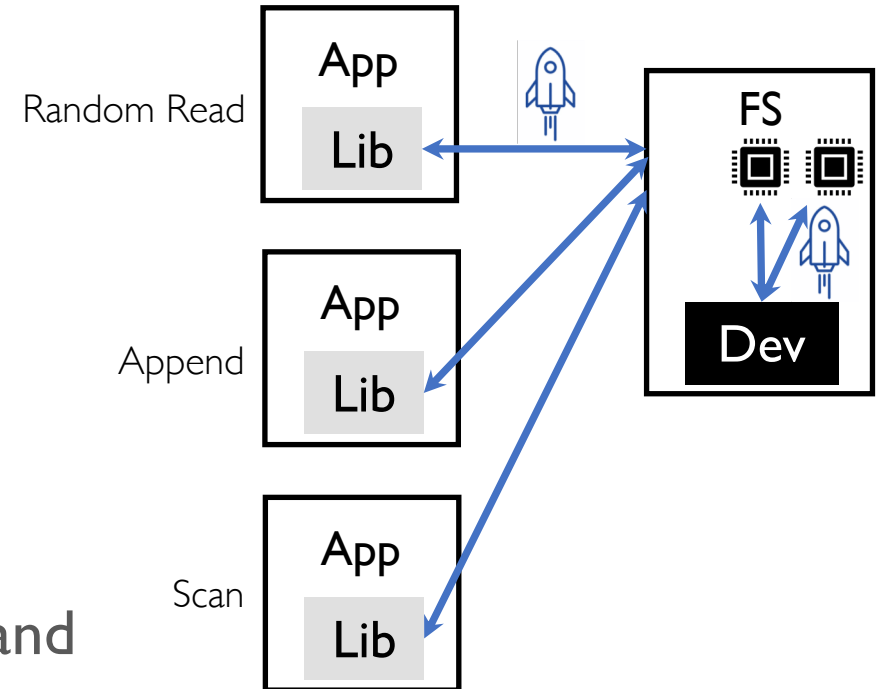 App
Random Read
Lib
FS
App
Append
Lib
Dev
App
Scan
Lib
and